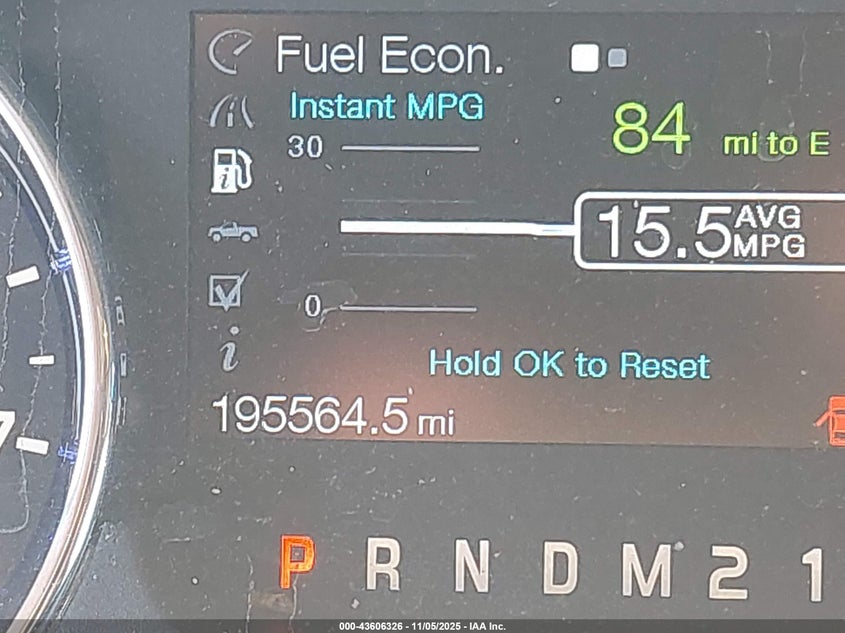 Fuel Econ.
Instant MPG
84 mi to E
30
15.5 AVG MPG
0
Hold OK to Reset
195564.5 mi
P R N D M 2 1
7
000-43606326 - 11/05/2025 - IAA Inc.